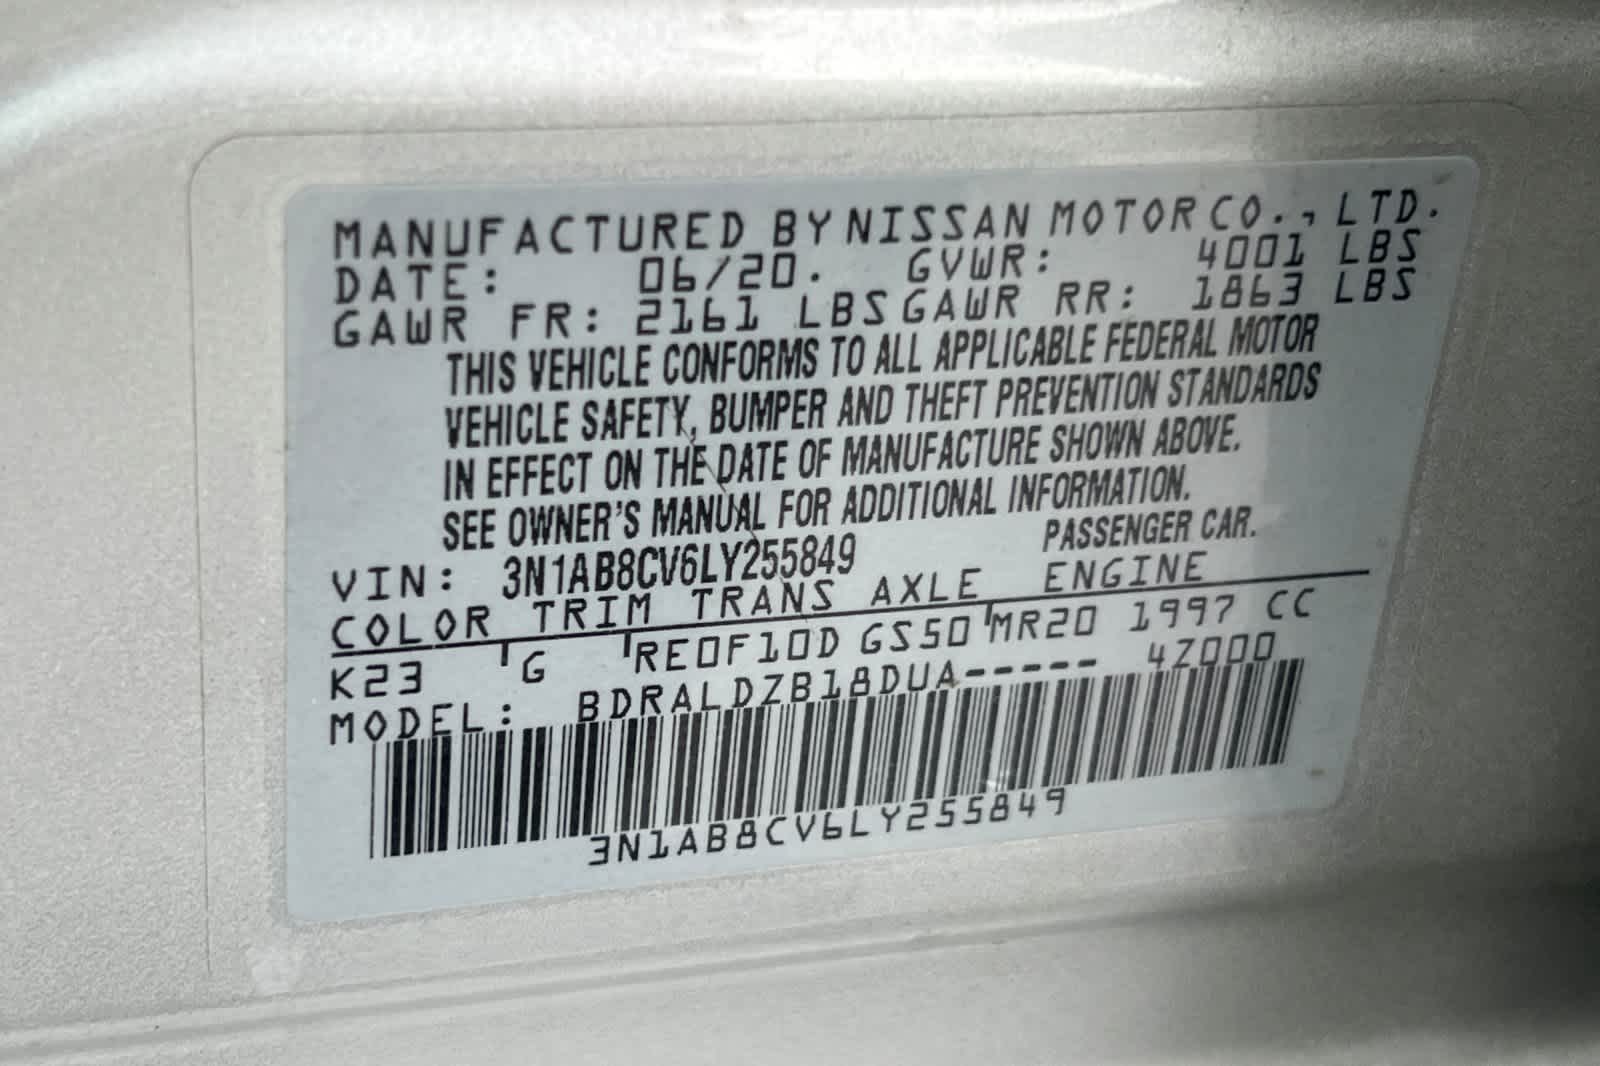 MANUFACTURED BY NISSAN MOTOR CO., LTD.
DATE: 06/20. GVWR: 4001 LBS
GAWR FR: 2161 LBS GAWR RR: 1863 LBS
THIS VEHICLE CONFORMS TO ALL APPLICABLE FEDERAL MOTOR
VEHICLE SAFETY, BUMPER AND THEFT PREVENTION STANDARDS
IN EFFECT ON THE DATE OF MANUFACTURE SHOWN ABOVE.
SEE OWNER'S MANUAL FOR ADDITIONAL INFORMATION.
VIN: 3N1AB8CV6LY255849 PASSENGER CAR.
COLOR TRIM TRANS AXLE ENGINE
K23 G RE0F10D GS50 MR20 1997 CC
MODEL: BDRALDZB18DUA----- 4Z000
3N1AB8CV6LY255849